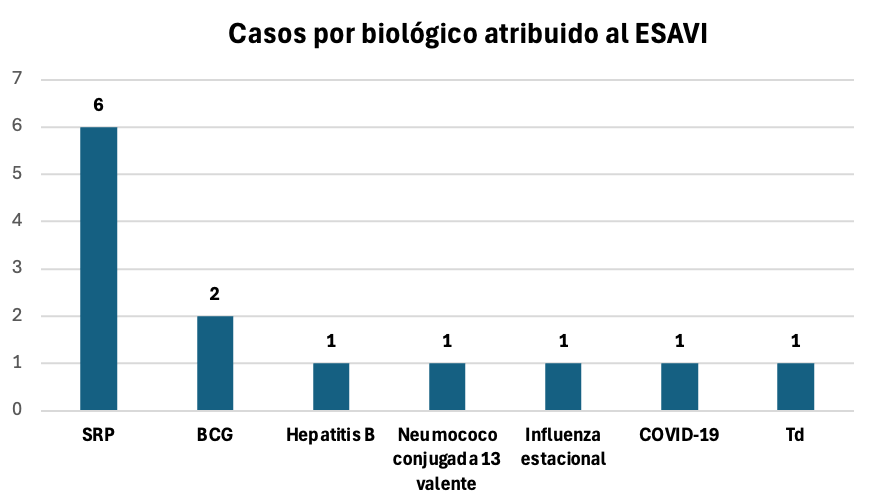 Casos por biológico atribuido al ESAVI
7
6
5
4
3
2
1
0
6
2
1
1
1
1
1
SRP
BCG
Hepatitis B
Neumococo
conjugada 13
valente
Influenza
estacional
COVID-19
Td